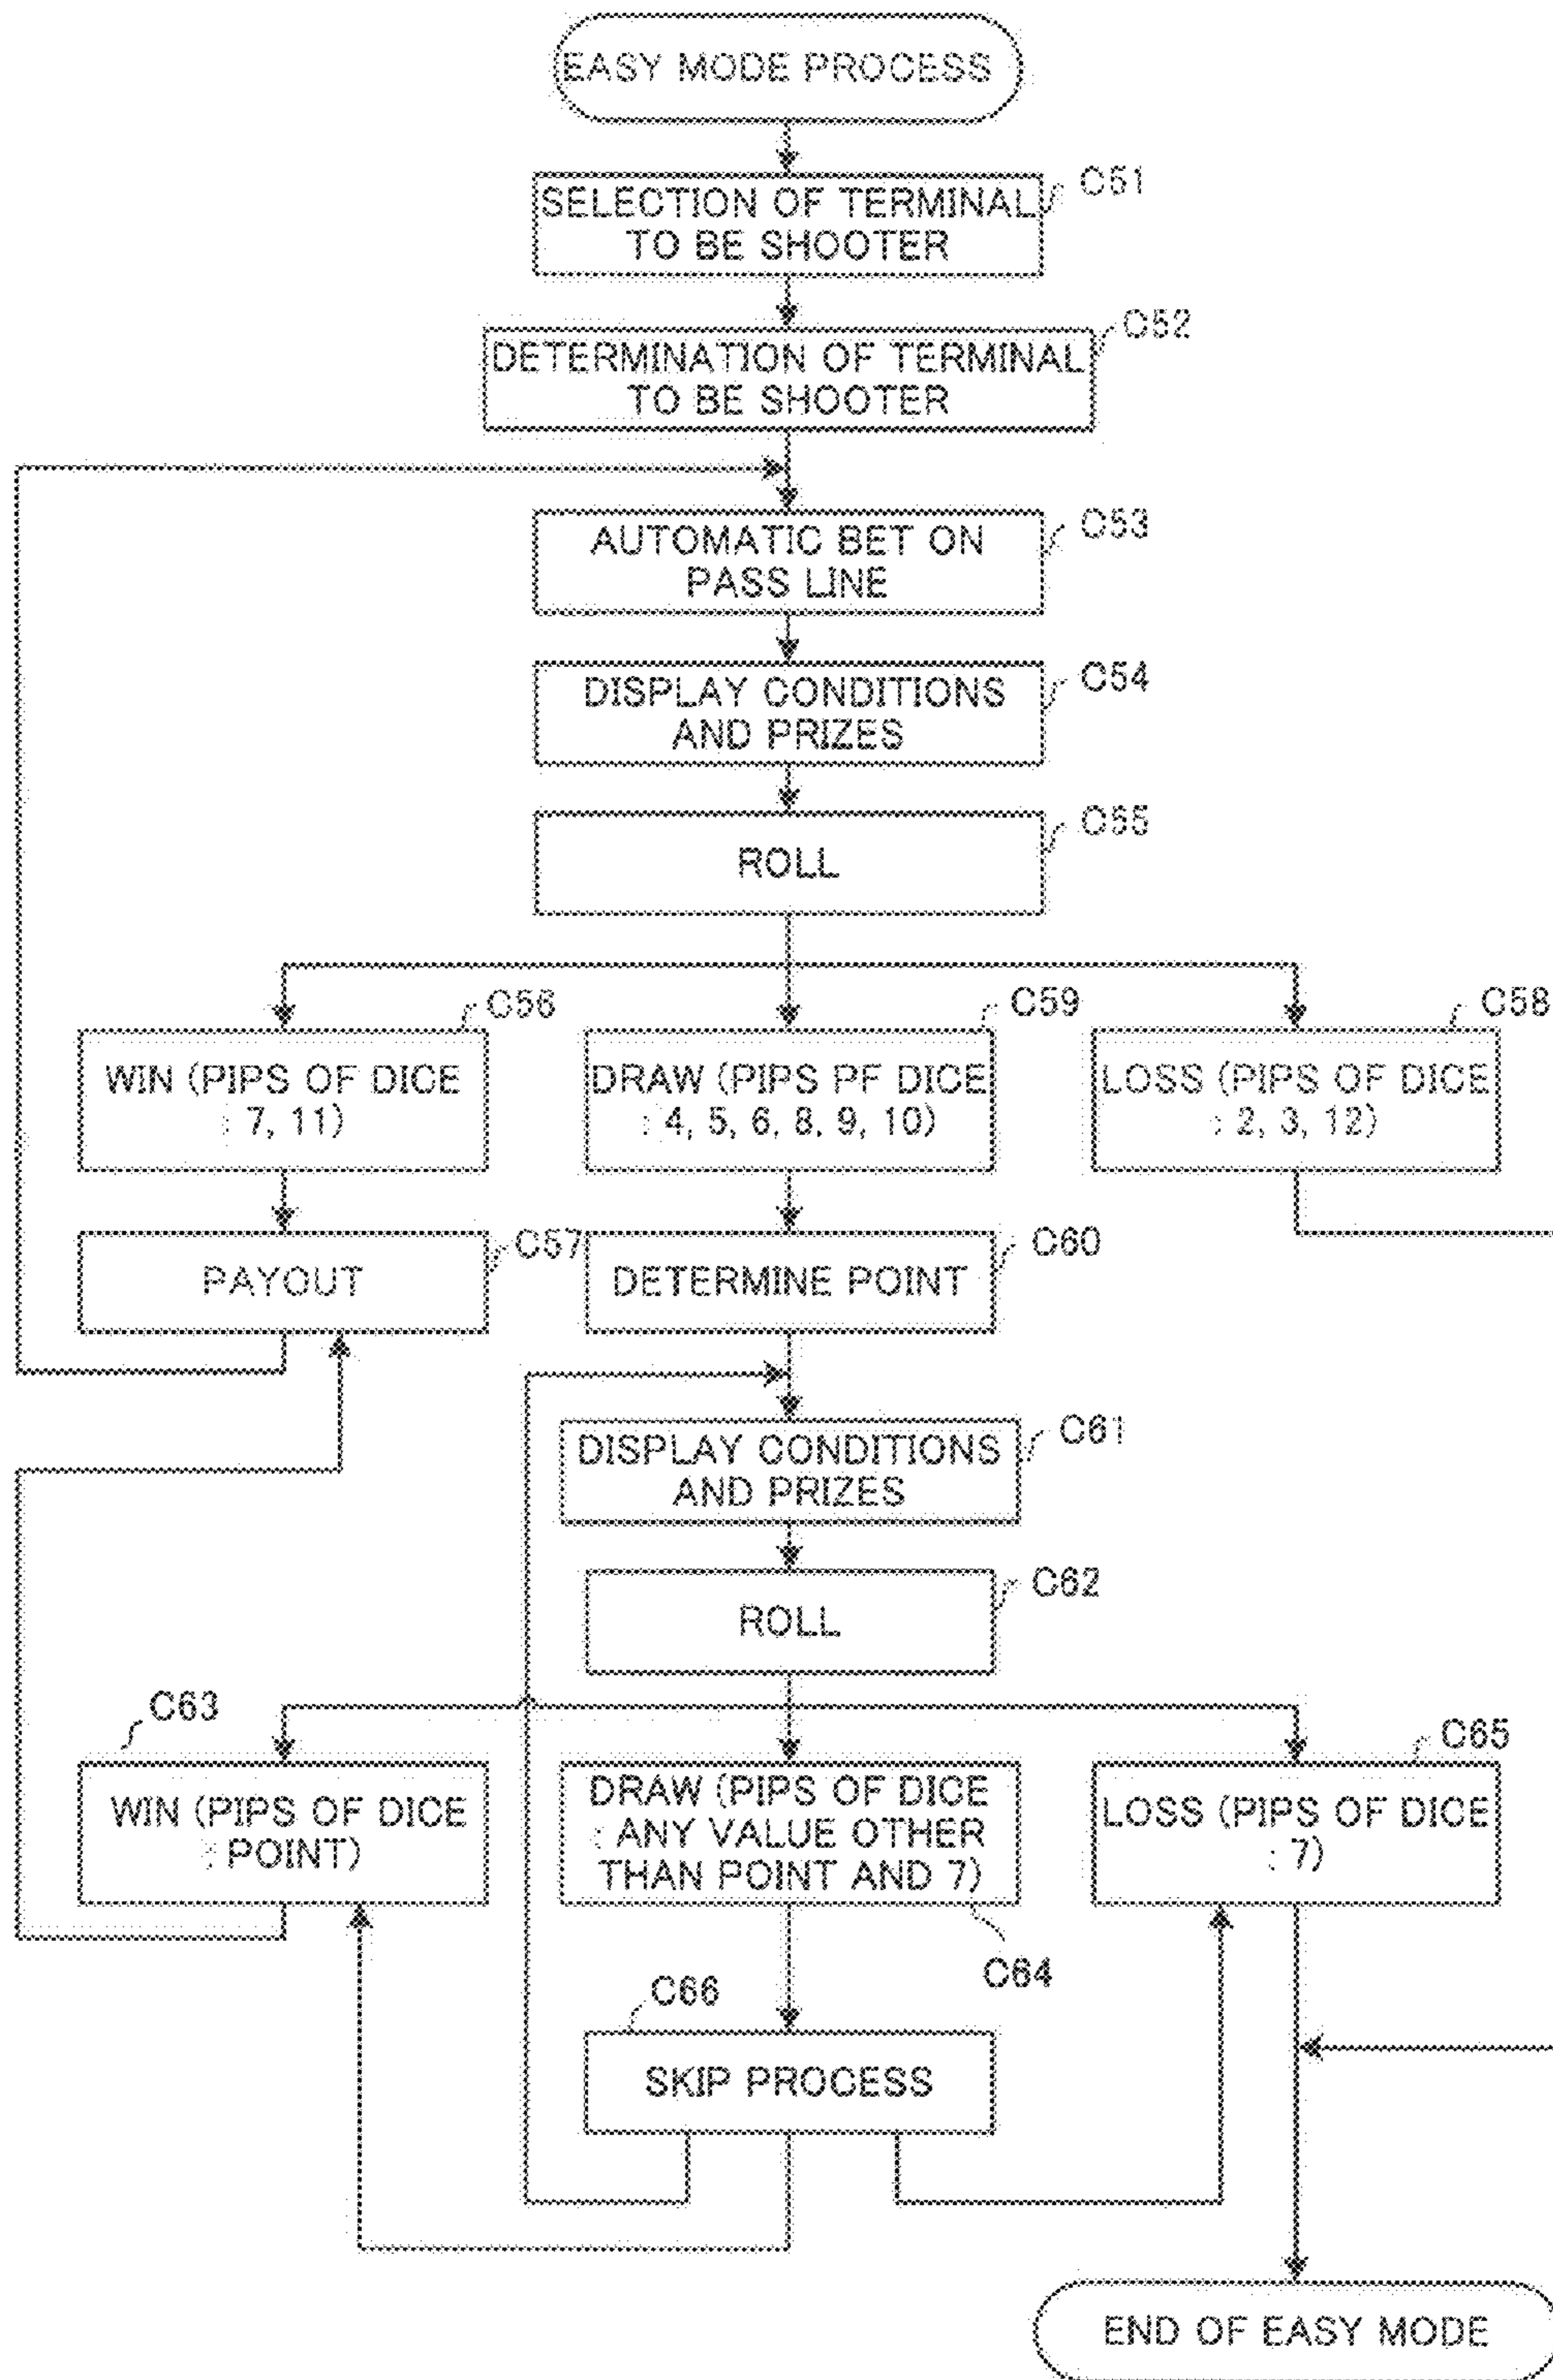 EASY MODE PROCESS
C51
SELECTION OF TERMINAL
TO BE SHOOTER
C52
DETERMINATION OF TERMINAL
TO BE SHOOTER
C53
AUTOMATIC BET ON
PASS LINE
C54
DISPLAY CONDITIONS
AND PRIZES
C55
ROLL
C56
WIN (PIPS OF DICE
: 7, 11)
C59
DRAW (PIPS PF DICE
: 4, 5, 6, 8, 9, 10)
C58
LOSS (PIPS OF DICE
: 2, 3, 12)
C57
PAYOUT
C60
DETERMINE POINT
C61
DISPLAY CONDITIONS
AND PRIZES
C62
ROLL
C63
WIN (PIPS OF DICE
: POINT)
DRAW (PIPS OF DICE
: ANY VALUE OTHER
THAN POINT AND 7)
C64
C65
LOSS (PIPS OF DICE
: 7)
C66
SKIP PROCESS
END OF EASY MODE